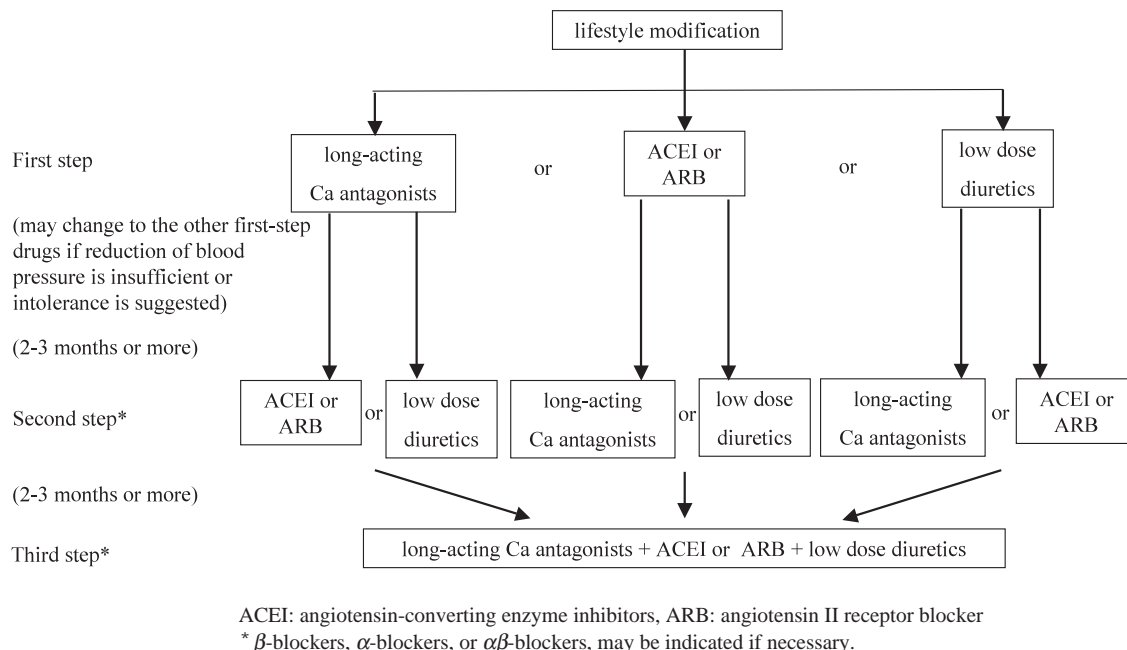 lifestyle modification
First step
long-acting
Ca antagonists
or
ACEI or
ARB
or
low dose
diuretics
(may change to the other first-step
drugs if reduction of blood
pressure is insufficient or
intolerance is suggested)
(2-3 months or more)
Second step*
ACEI or
ARB
or
low dose
diuretics
long-acting
Ca antagonists
or
low dose
diuretics
long-acting
Ca antagonists
or
ACEI or
ARB
(2-3 months or more)
Third step*
long-acting Ca antagonists + ACEI or ARB + low dose diuretics
ACEI: angiotensin-converting enzyme inhibitors, ARB: angiotensin II receptor blocker
* β-blockers, α-blockers, or αβ-blockers, may be indicated if necessary.